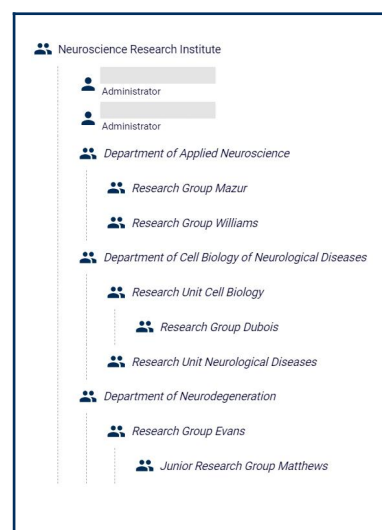 Neuroscience Research Institute
Administrator
Administrator
Department of Applied Neuroscience
Research Group Mazur
Research Group Williams
Department of Cell Biology of Neurological Diseases
Research Unit Cell Biology
Research Group Dubois
Research Unit Neurological Diseases
Department of Neurodegeneration
Research Group Evans
Junior Research Group Matthews